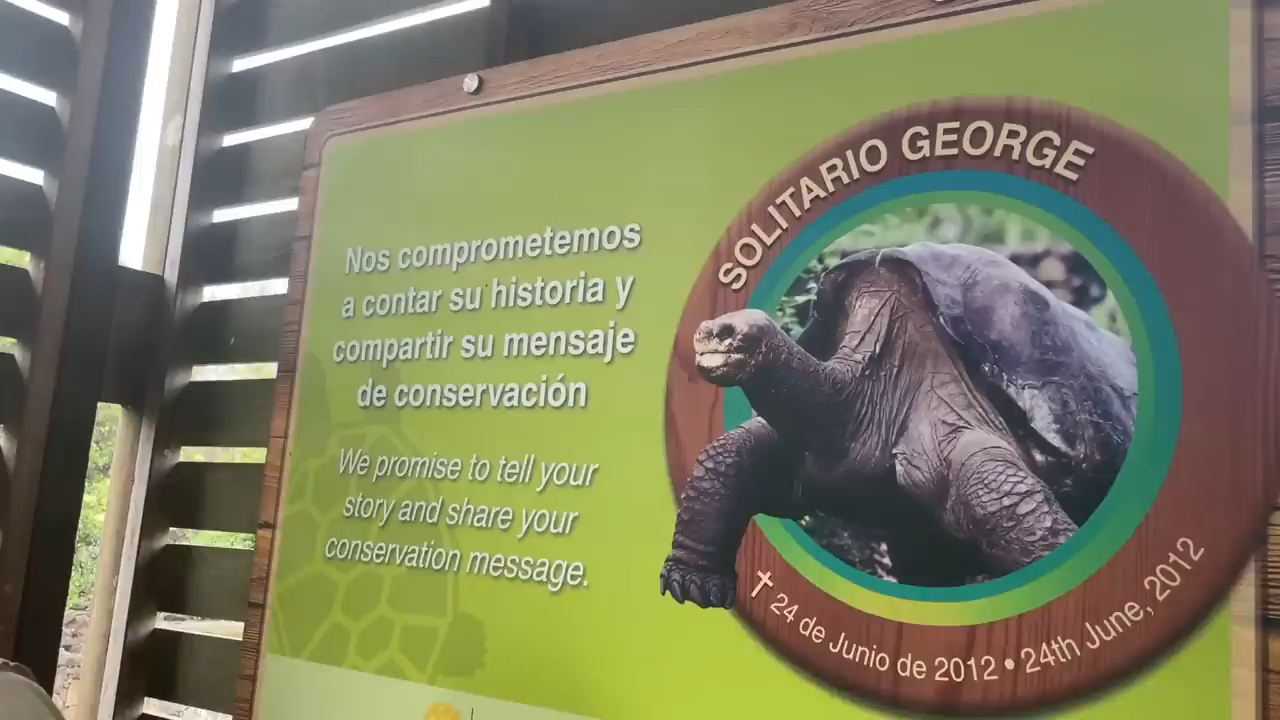 Nos comprometemos
a contar su historia y
compartir su mensaje
de conservación
We promise to tell your
story and share your
conservation message.
SOLITARIO GEORGE
† 24 de Junio de 2012 • 24th June, 2012